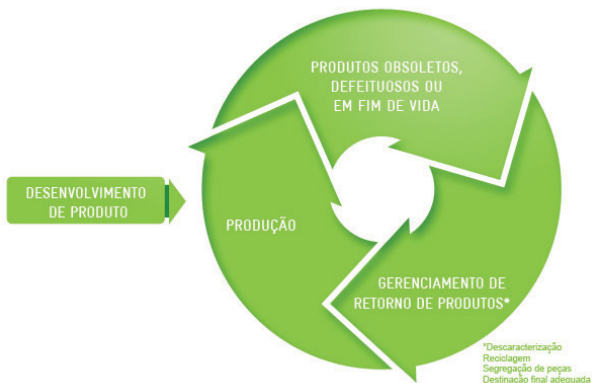 PRODUTOS OBSOLETOS,
DEFEITUOSOS OU
EM FIM DE VIDA
DESENVOLVIMENTO
DE PRODUTO
PRODUÇÃO
GERENCIAMENTO DE
RETORNO DE PRODUTOS*
*Descaracterização
Reciclagem
Segregação de peças
Destinação final adequada